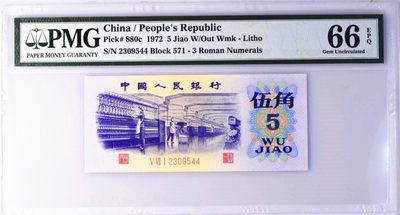 PMG
PAPER MONEY GUARANTY
China / People's Republic
Pick# 880c 1972 5 Jiao W/Out Wmk - Litho
S/N 2309544 Block 571 - 3 Roman Numerals
66 EPQ
Gem Uncirculated
中国人民银行
伍角
5
WU
JIAO
V VII I 2309544